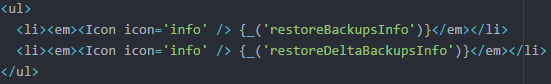 <ul>
  <li><em><Icon icon='info' /> {_('restoreBackupsInfo')}</em></li>
  <li><em><Icon icon='info' /> {_('restoreDeltaBackupsInfo')}</em></li>
</ul>